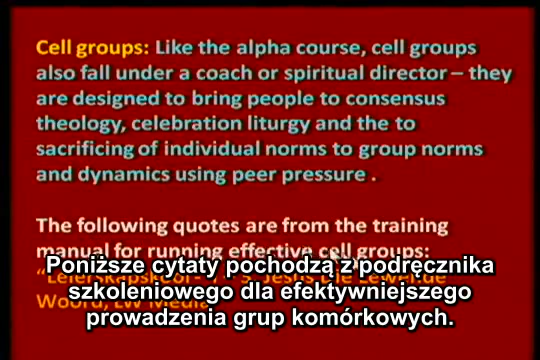 Cell groups: Like the alpha course, cell groups
also fall under a coach or spiritual director – they
are designed to bring people to consensus
theology, celebration liturgy and the to
sacrificing of individual norms to group norms
and dynamics using peer pressure .
The following quotes are from the training
manual for running effective cell groups:
Woord, LW Media
Poniższe cytaty pochodzą z podręcznika
szkoleniowego dla efektywniejszego
prowadzenia grup komórkowych.